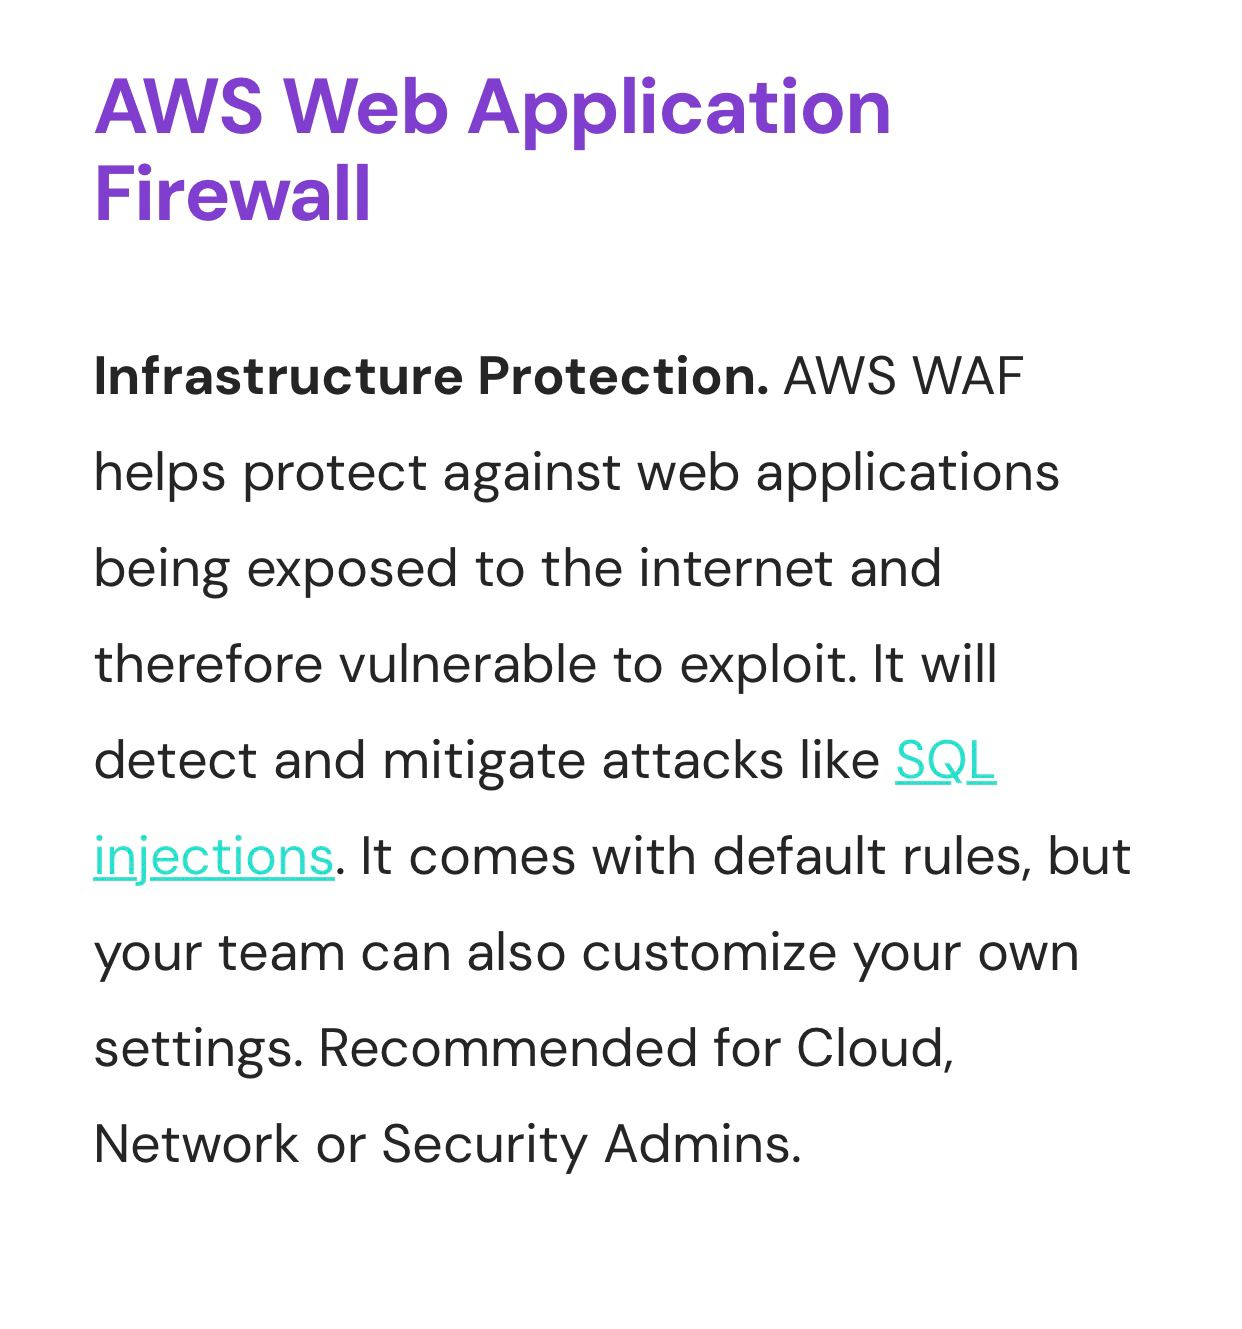 AWS Web Application
Firewall
Infrastructure Protection. AWS WAF
helps protect against web applications
being exposed to the internet and
therefore vulnerable to exploit. It will
detect and mitigate attacks like SQL
injections. It comes with default rules, but
your team can also customize your own
settings. Recommended for Cloud,
Network or Security Admins.